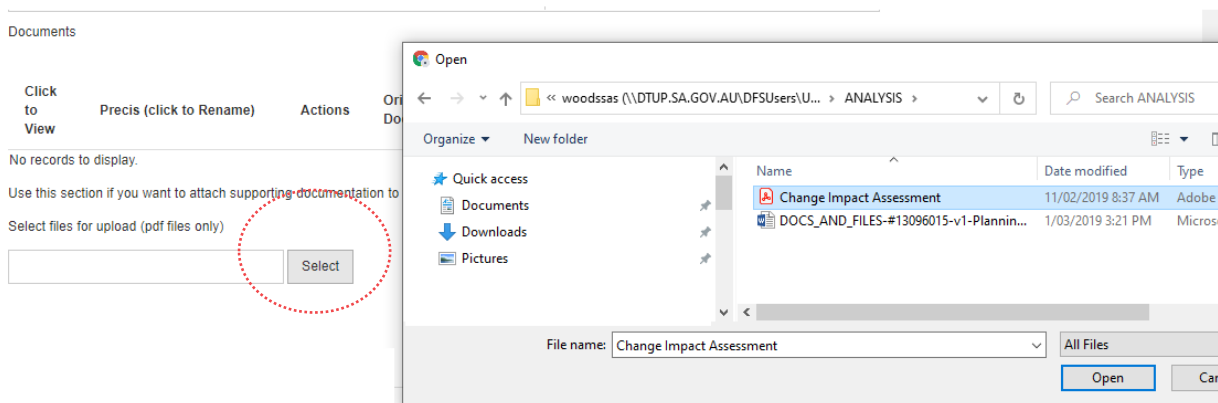 Documents
Click to View
Precis (click to Rename)
Actions
Ori
Do
No records to display.
Use this section if you want to attach supporting documentation to
Select files for upload (pdf files only)
Select
Open
« woodssas (\\DTUP.SA.GOV.AU\DFSUsers\U... > ANALYSIS >
Search ANALYSIS
Organize
New folder
Quick access
Documents
Downloads
Pictures
Name Date modified Type
Change Impact Assessment 11/02/2019 8:37 AM Adobe
DOCS_AND_FILES-#13096015-v1-Plannin... 1/03/2019 3:21 PM Micros
File name: Change Impact Assessment
All Files
Open
Car